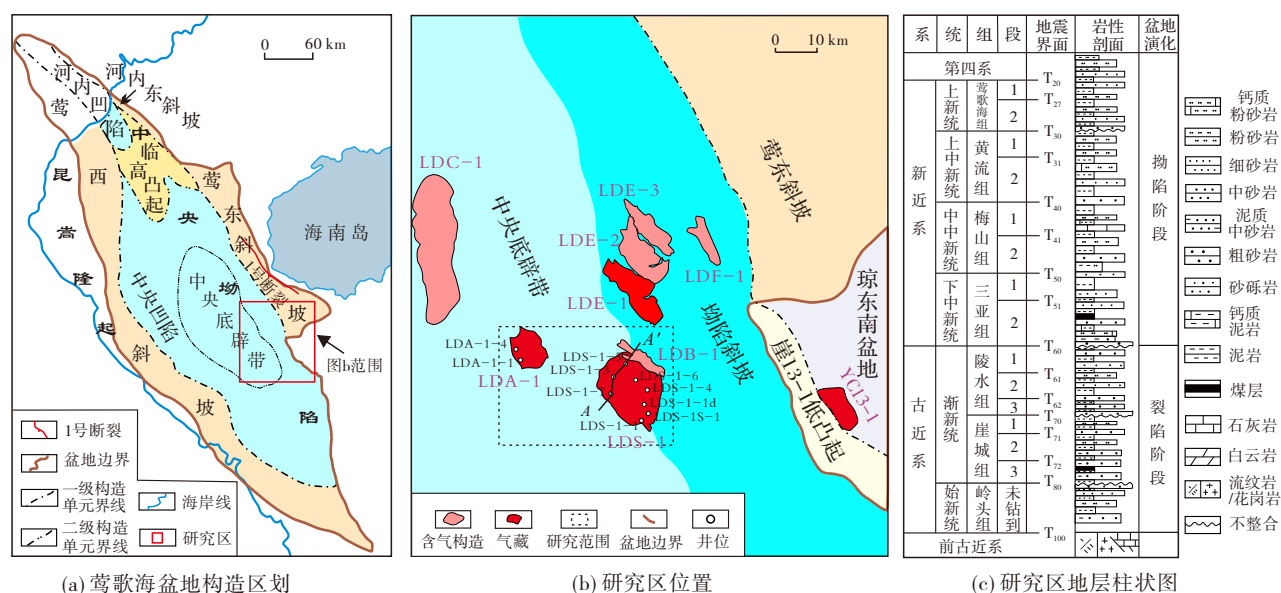 0 60 km
河内凹陷
河内东斜坡
莺西斜坡
中央坳陷
临高凸起
莺东斜坡
昆嵩隆起
海南岛
1号断裂
中央凹陷
中央底辟带
图b范围
1号断裂
盆地边界
一级构造
单元界线
海岸线
二级构造
单元界线
研究区
(a) 莺歌海盆地构造区划
0 10 km
LDC-1
LDE-3
LDE-2
LDF-1
LDE-1
中央底辟带
莺东斜坡
坳陷斜坡
琼东南盆地
崖13-1低凸起
YC13-1
LDA-1-4
LDA-1-1
LDA-1
A′
LDB-1
LDS-1-6
LDS-1-4
LDS-1-1d
LDS-1S-1
A
LDS-1
含气构造
气藏
研究范围
盆地边界
井位
(b) 研究区位置
系
统
组
段
地震
界面
岩性
剖面
盆地
演化
第四系
新近系
上新统
莺歌海组
1
2
上中新统
黄流组
1
2
中中新统
梅山组
1
2
下中新统
三亚组
1
2
古近系
渐新统
陵水组
1
2
3
崖城组
1
2
3
始新统
岭头组
未钻到
前古近系
T20
T27
T30
T31
T40
T41
T50
T51
T60
T61
T62
T70
T71
T72
T80
T100
拗陷阶段
裂陷阶段
钙质
粉砂岩
粉砂岩
细砂岩
中砂岩
泥质
中砂岩
粗砂岩
砂砾岩
钙质
泥岩
泥岩
煤层
石灰岩
白云岩
流纹岩
/花岗岩
不整合
(c) 研究区地层柱状图